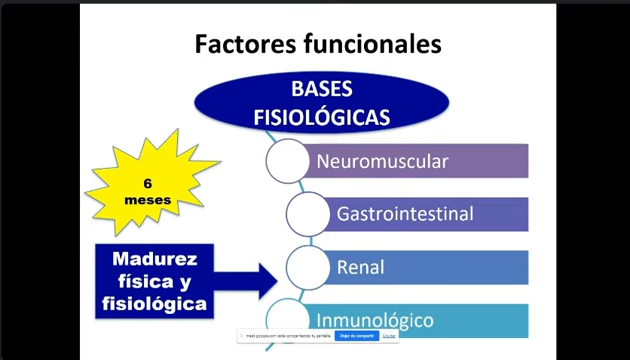 Factores funcionales
BASES
FISIOLÓGICAS
6
meses
Madurez
física y
fisiológica
Neuromuscular
Gastrointestinal
Renal
Inmunológico
meet.google.com está compartiendo tu pantalla.
Dejar de compartir
Ocultar